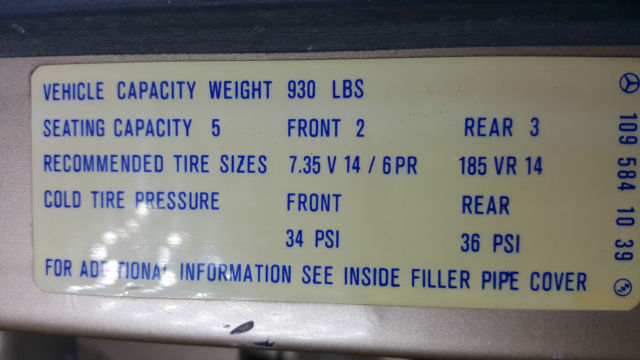 VEHICLE CAPACITY WEIGHT 930 LBS
SEATING CAPACITY 5 FRONT 2 REAR 3
RECOMMENDED TIRE SIZES 7.35 V 14 / 6 PR 185 VR 14
COLD TIRE PRESSURE FRONT REAR
34 PSI 36 PSI
FOR ADDITIONAL INFORMATION SEE INSIDE FILLER PIPE COVER
109 584 10 39